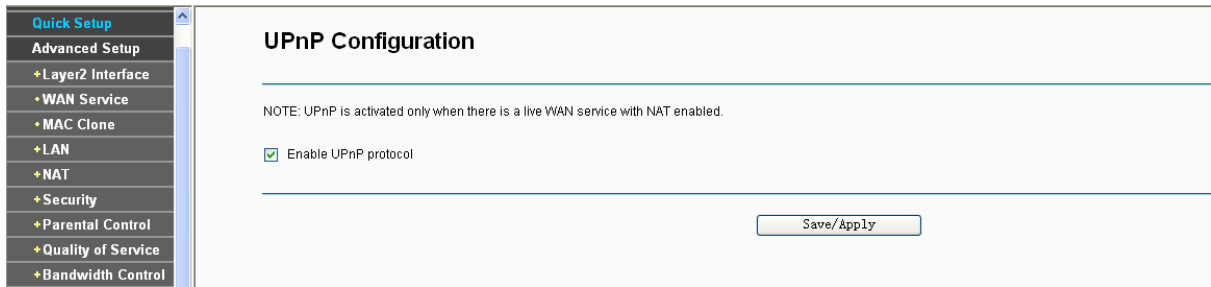 Quick Setup
Advanced Setup
+Layer2 Interface
•WAN Service
•MAC Clone
+LAN
+NAT
+Security
+Parental Control
+Quality of Service
+Bandwidth Control
UPnP Configuration
NOTE: UPnP is activated only when there is a live WAN service with NAT enabled.
Enable UPnP protocol
Save/Apply